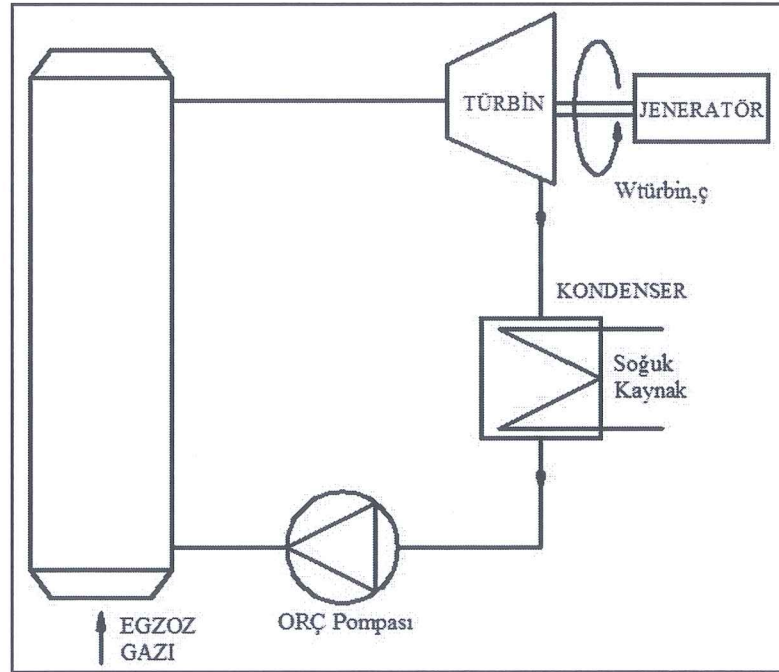 TÜRBİN
JENERATÖR
Wtürbin,ç
KONDENSER
Soğuk
Kaynak
ORÇ Pompası
EGZOZ
GAZI